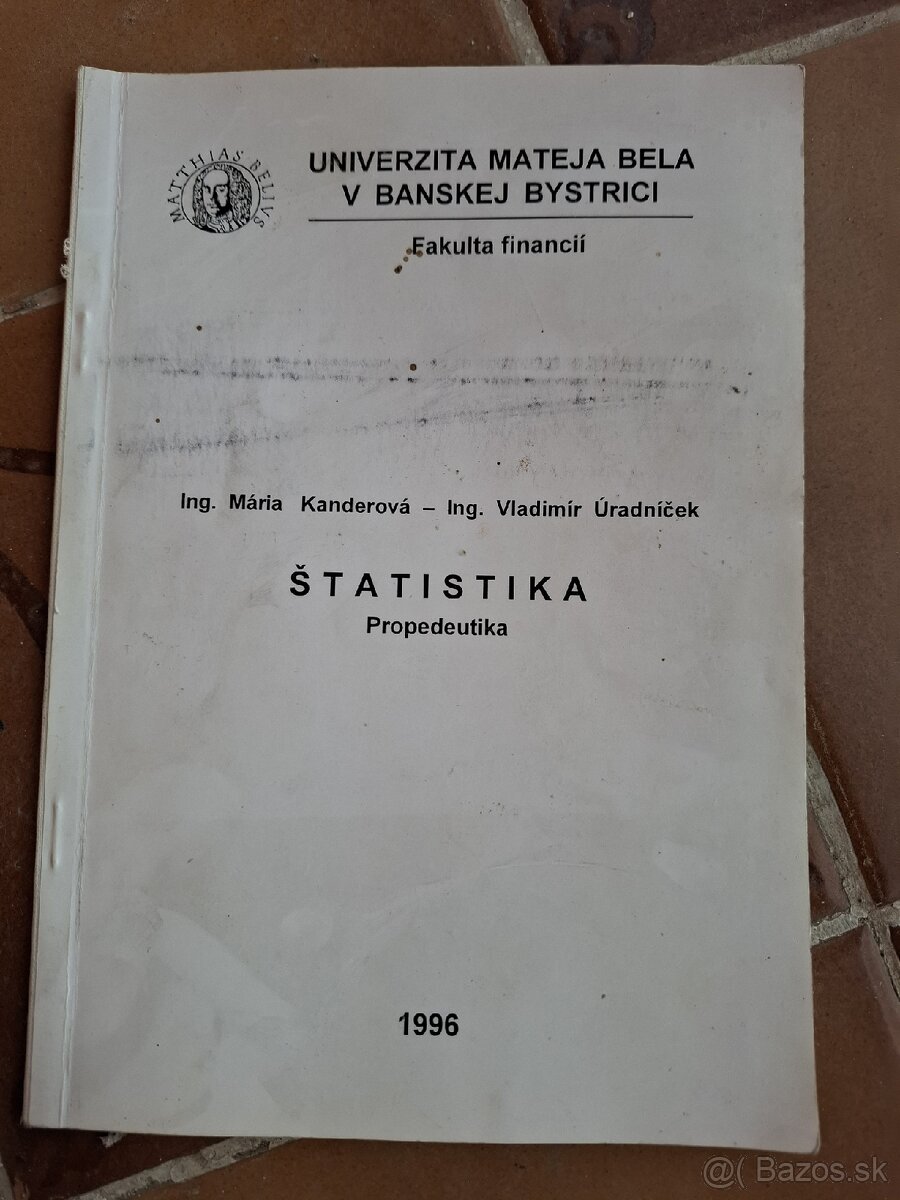 MATTHIAS BELIVS
UNIVERZITA MATEJA BELA
V BANSKEJ BYSTRICI
Fakulta financií
Ing. Mária Kanderová – Ing. Vladimír Úradníček
ŠTATISTIKA
Propedeutika
1996
@( Bazos.sk